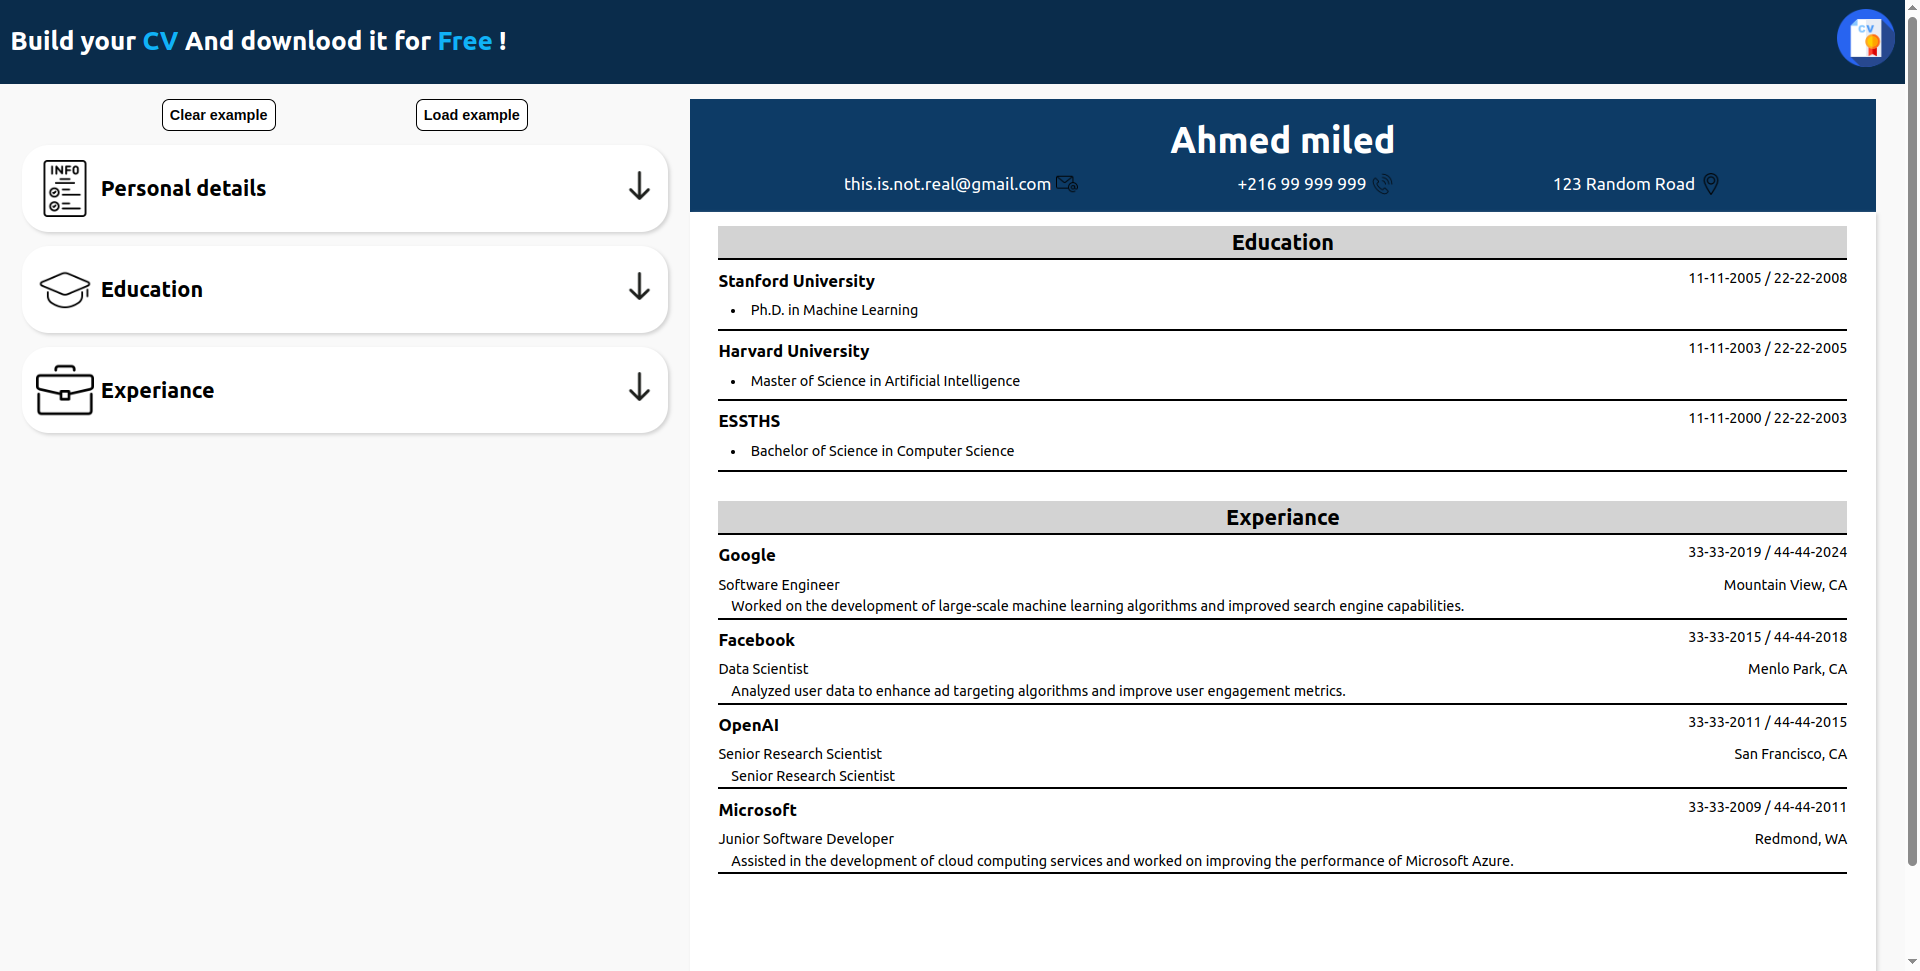 Build your CV And downlood it for Free !
CV
Clear example
Load example
INFO
Personal details
Education
Experiance
Ahmed miled
this.is.not.real@gmail.com
+216 99 999 999
123 Random Road
Education
Stanford University
11-11-2005 / 22-22-2008
• Ph.D. in Machine Learning
Harvard University
11-11-2003 / 22-22-2005
• Master of Science in Artificial Intelligence
ESSTHS
11-11-2000 / 22-22-2003
• Bachelor of Science in Computer Science
Experiance
Google
33-33-2019 / 44-44-2024
Software Engineer
Mountain View, CA
Worked on the development of large-scale machine learning algorithms and improved search engine capabilities.
Facebook
33-33-2015 / 44-44-2018
Data Scientist
Menlo Park, CA
Analyzed user data to enhance ad targeting algorithms and improve user engagement metrics.
OpenAI
33-33-2011 / 44-44-2015
Senior Research Scientist
San Francisco, CA
Senior Research Scientist
Microsoft
33-33-2009 / 44-44-2011
Junior Software Developer
Redmond, WA
Assisted in the development of cloud computing services and worked on improving the performance of Microsoft Azure.